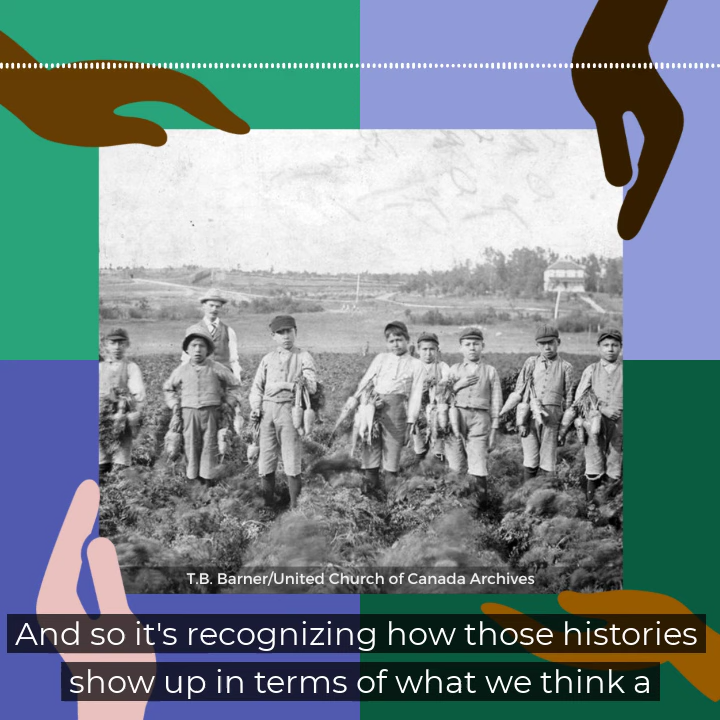 T.B. Barner/United Church of Canada Archives
And so it's recognizing how those histories
show up in terms of what we think a